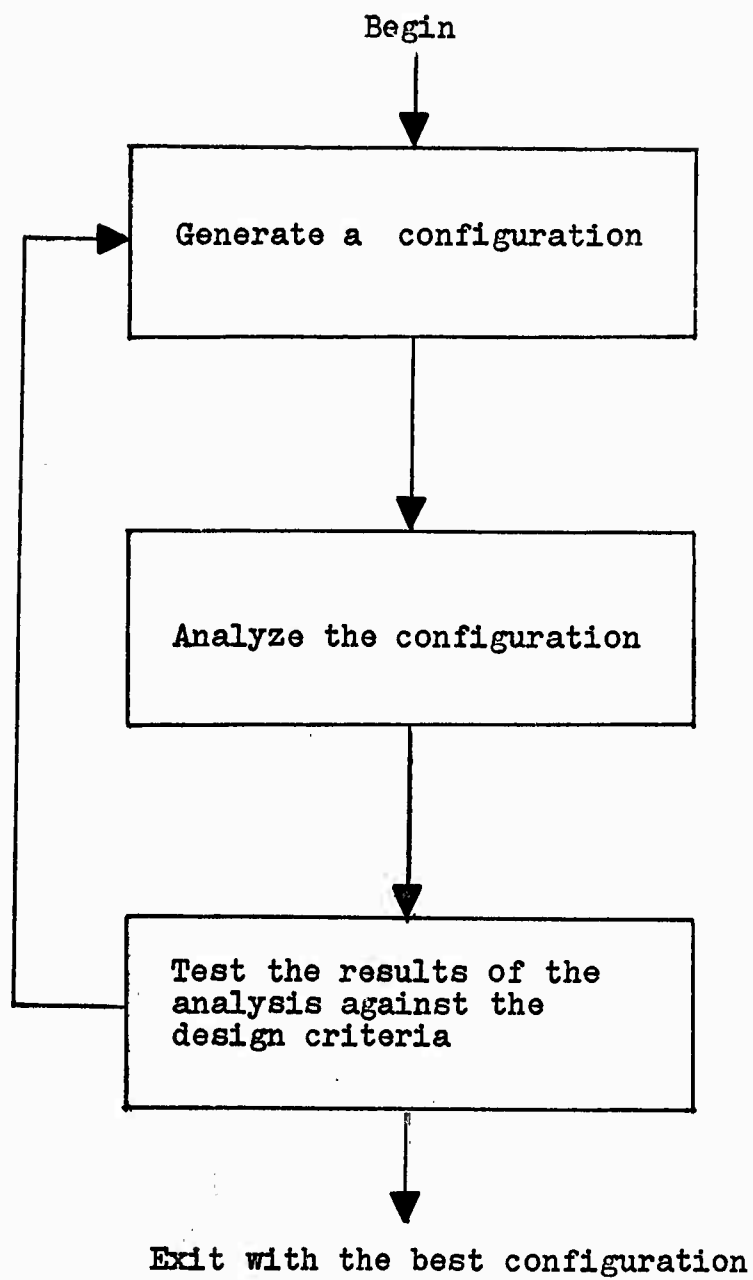 Begin
Generate a configuration
Analyze the configuration
Test the results of the
analysis against the
design criteria
Exit with the best configuration